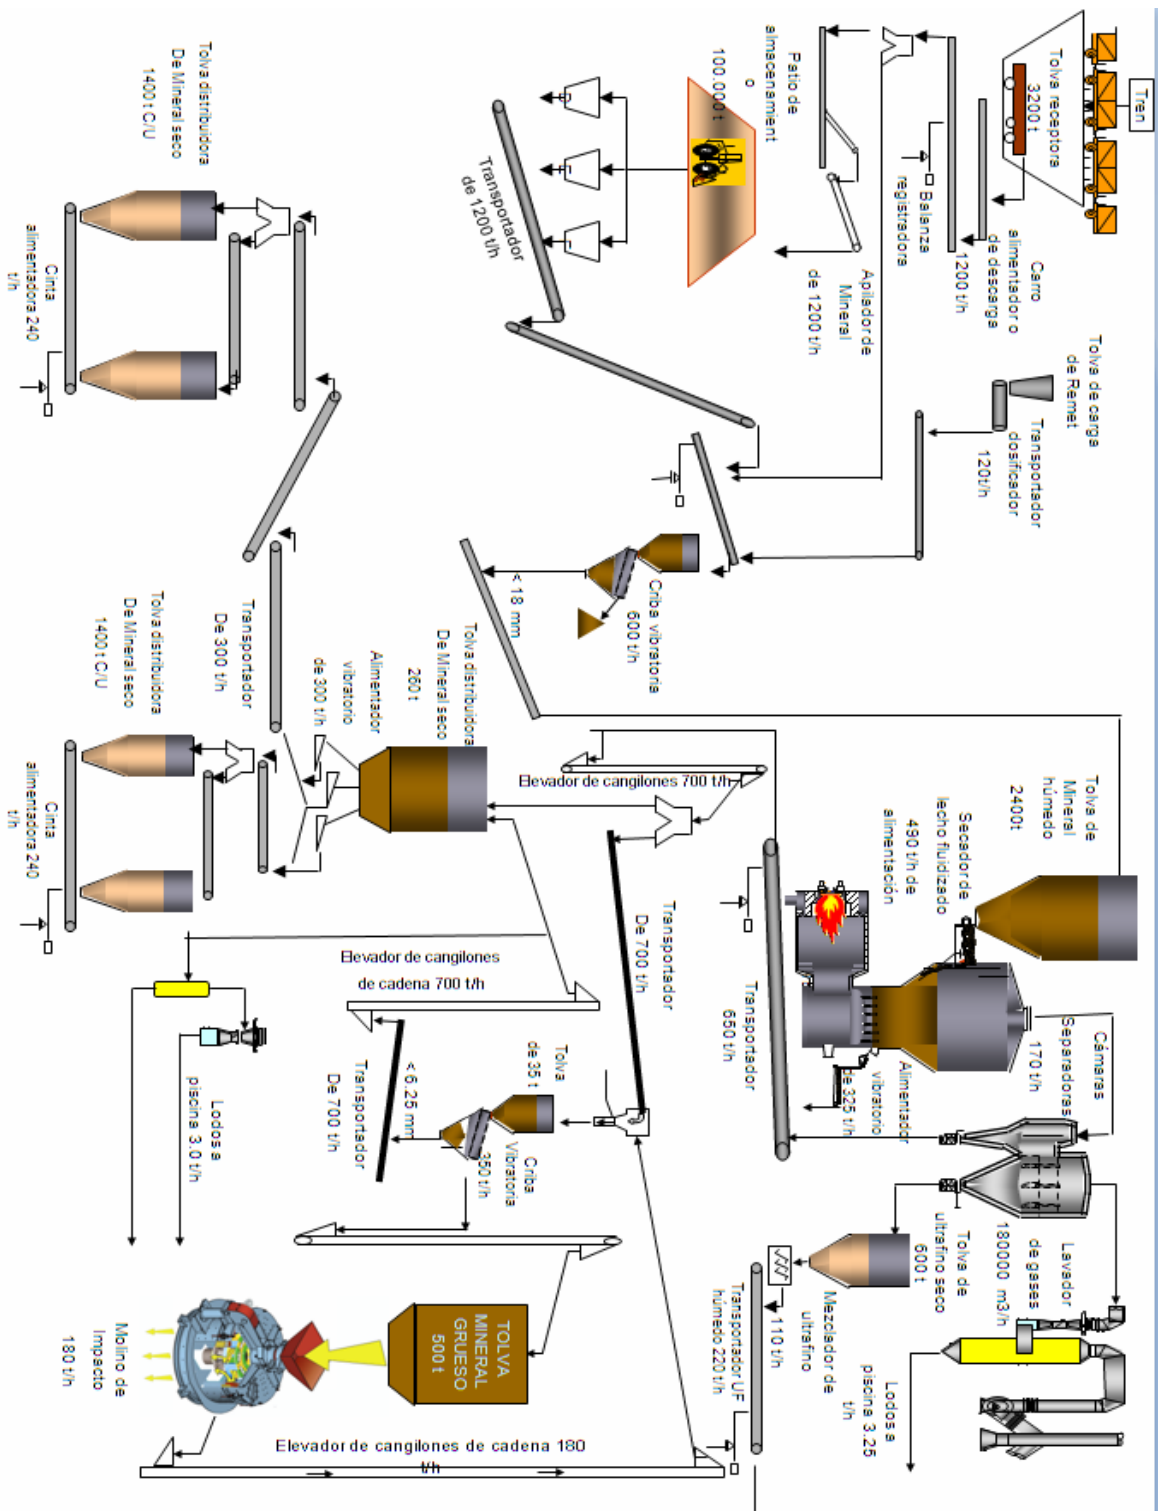 Tren
Tolva receptora
3200 t
Carro
alimentador o
de descarga
1200 t/h
Balanza
registradora
Patio de
almacenamient
o
100.000 t
Apilador de
Mineral
de 1200 t/h
Transportador
de 1200 t/h
Tolva de carga
de Remet
Transportador
dosificador
120t/h
Criba vibratoria
600 t/h
< 18 mm
Tolva distribuidora
De Mineral seco
1400 t C/U
Cinta
alimentadora 240
t/h
Transportador
De 300 t/h
Tolva distribuidora
De Mineral seco
1400t C/U
Cinta
alimentadora 240
t/h
Tolva distribuidora
De Mineral seco
260 t
Alimentador
vibratorio
de 300 t/h
Elevador de cangilones 700 t/h
Tolva de
Mineral
húmedo
2400t
Secador de
lecho fluidizado
490 t/h de
alimentación
Alimentador
vibratorio
de 325 t/h
Transportador
650 t/h
Transportador
De 700 t/h
Cámaras
Separadoras
170 t/h
Lavador
de gases
180000 m3/h
Tolva de
ultrafino seco
600 t
Mezclador de
ultrafino
110 t/h
Transportador UF
húmedo 220 t/h
Lodos a
piscina 3.25
t/h
Elevador de cangilones
de cadena 700 t/h
Lodos a
piscina 3.0 t/h
Tolva
de 35 t
Criba
Vibratoria
350 t/h
< 6.25 mm
Transportador
De 700 t/h
TOLVA
MINERAL
GRUESO
500 t
Molino de
Impacto
180 t/h
Elevador de cangilones de cadena 180
t/h